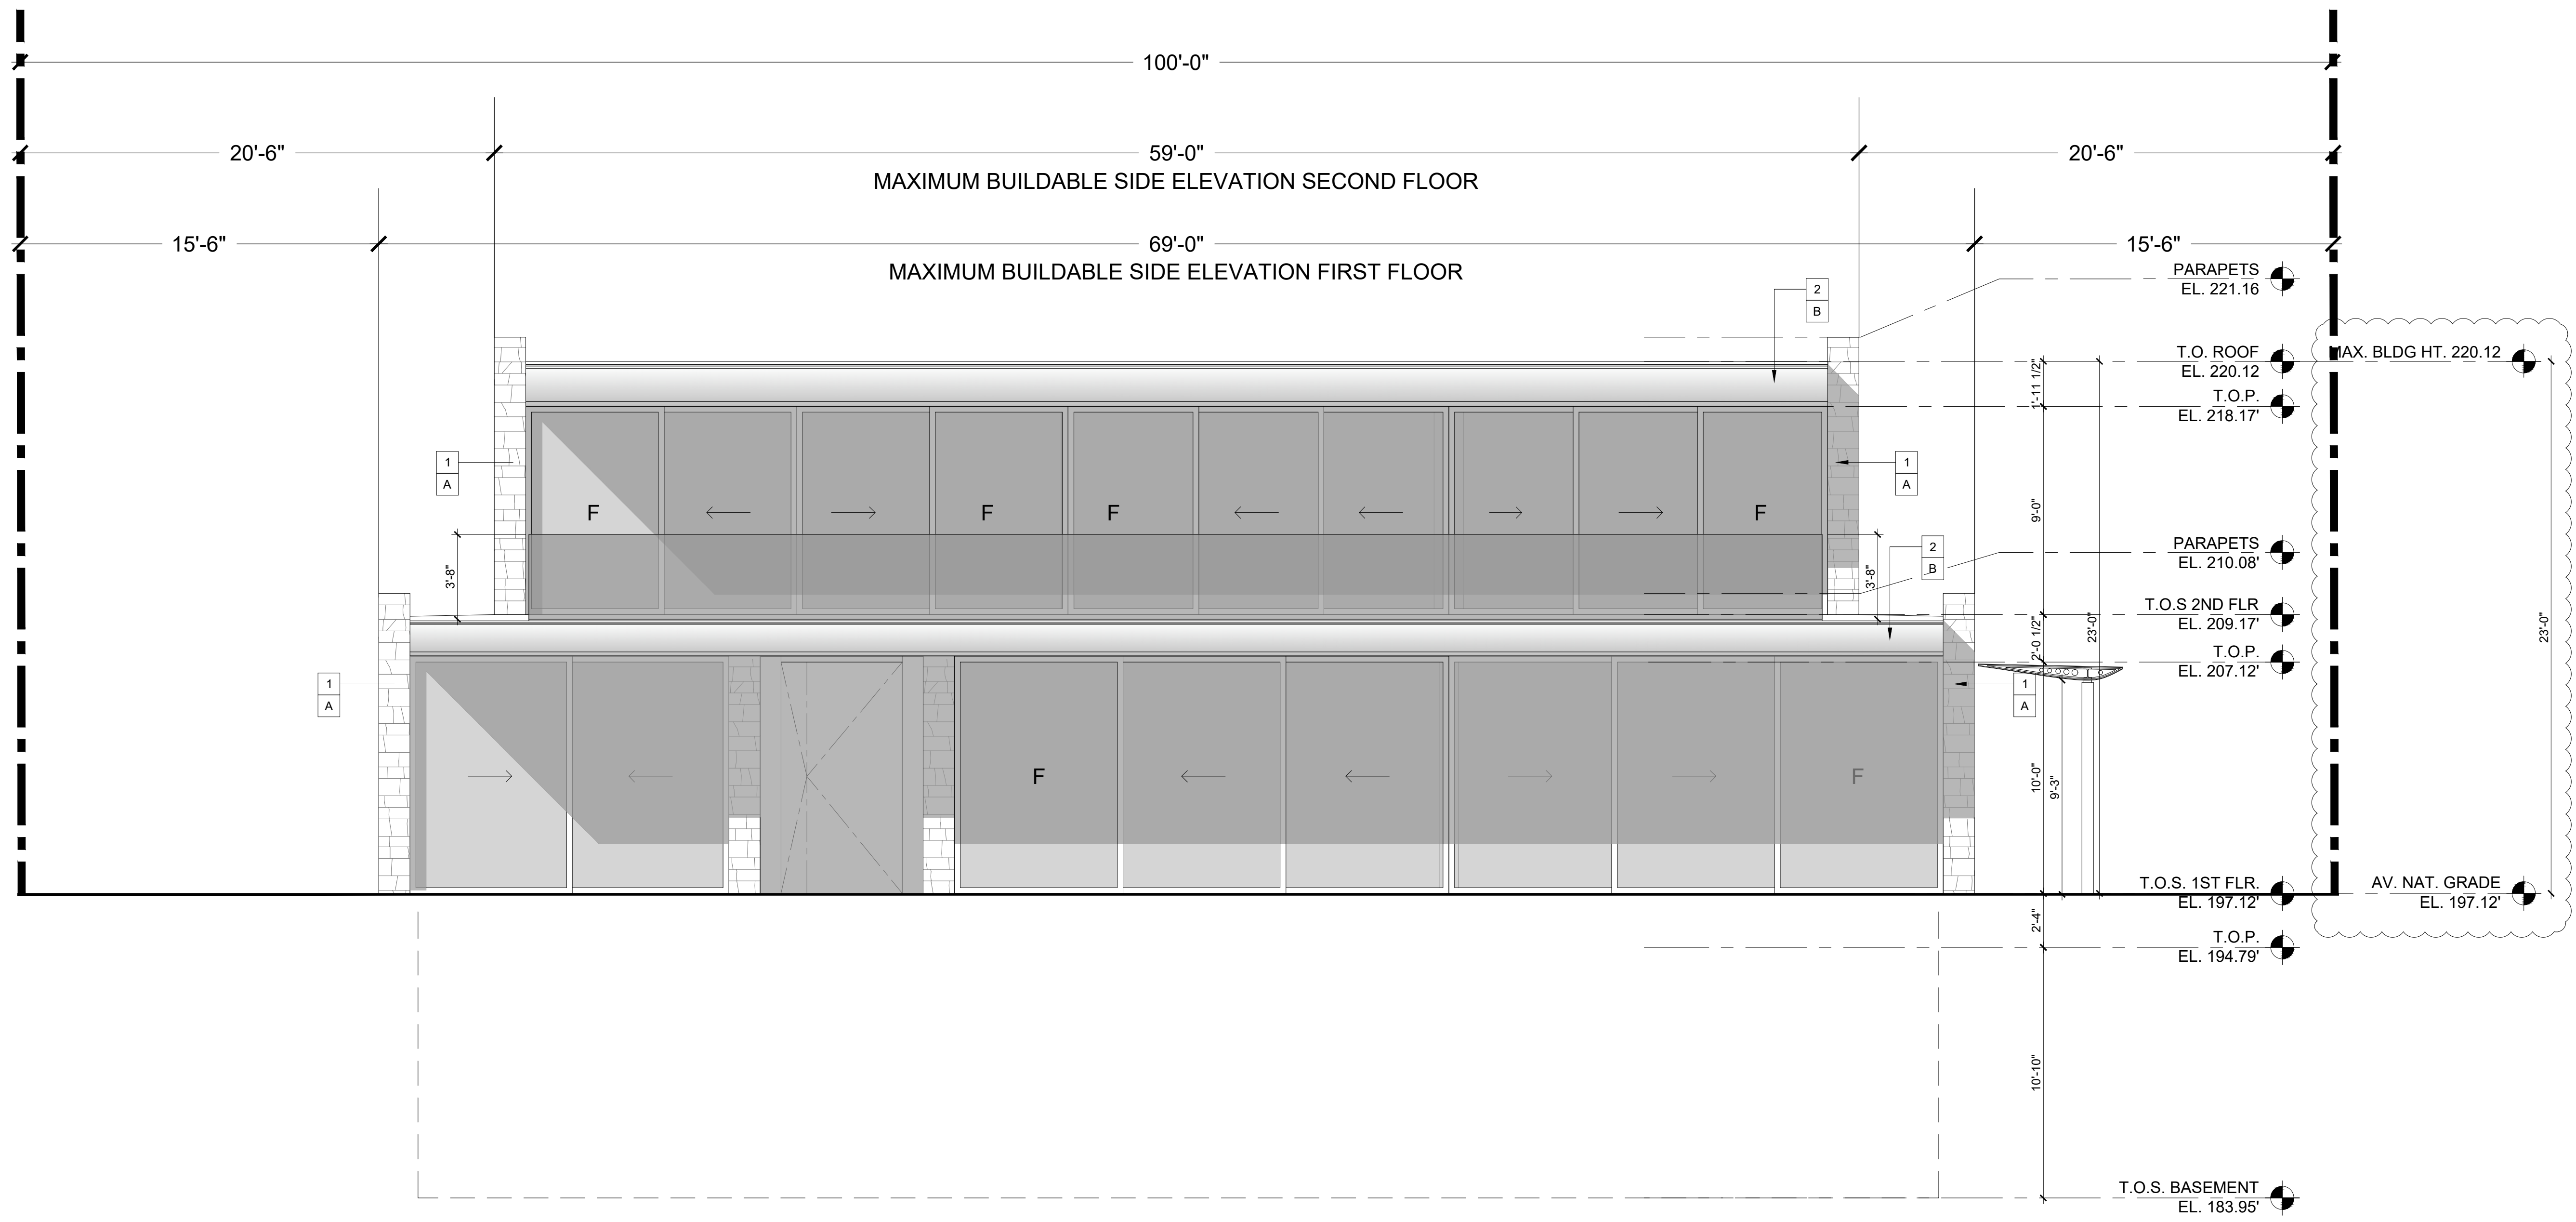 100'-0"
20'-6"
59'-0"
20'-6"
MAXIMUM BUILDABLE SIDE ELEVATION SECOND FLOOR
15'-6"
69'-0"
15'-6"
MAXIMUM BUILDABLE SIDE ELEVATION FIRST FLOOR
PARAPETS
EL. 221.16
2
B
T.O. ROOF
EL. 220.12
MAX. BLDG HT. 220.12
1'-11 1/2"
T.O.P.
EL. 218.17'
1
A
1
A
F
F
F
F
9'-0"
3'-8"
3'-8"
2
B
PARAPETS
EL. 210.08'
T.O.S 2ND FLR
EL. 209.17'
2'-0 1/2"
23'-0"
23'-0"
T.O.P.
EL. 207.12'
1
A
1
A
F
F
10'-0"
9'-3"
T.O.S. 1ST FLR.
EL. 197.12'
AV. NAT. GRADE
EL. 197.12'
2'-4"
T.O.P.
EL. 194.79'
10'-10"
T.O.S. BASEMENT
EL. 183.95'